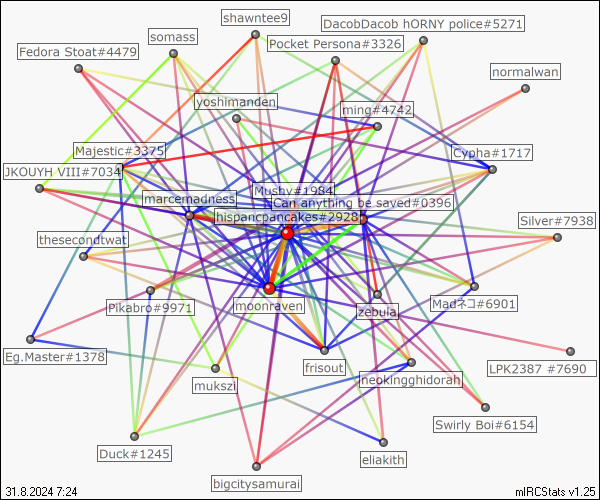 shawntee9
DacobDacob hORNY police#5271
somass
Pocket Persona#3326
Fedora Stoat#4479
normalwan
yoshimanden
ming#4742
Majestic#3375
Cypha#1717
JKOUYH VIII#7034
Mushy#1984
marcemadness
Can anything be saved#0396
hispancpancakes#2928
Silver#7938
thesecondtwat
Pikabro#9971
moonraven
zebula
Madネコ#6901
Eg.Master#1378
frisout
LPK2387 #7690
mukszi
neokingghidorah
Swirly Boi#6154
Duck#1245
eliakith
bigcitysamurai
31.8.2024 7:24
mIRCStats v1.25